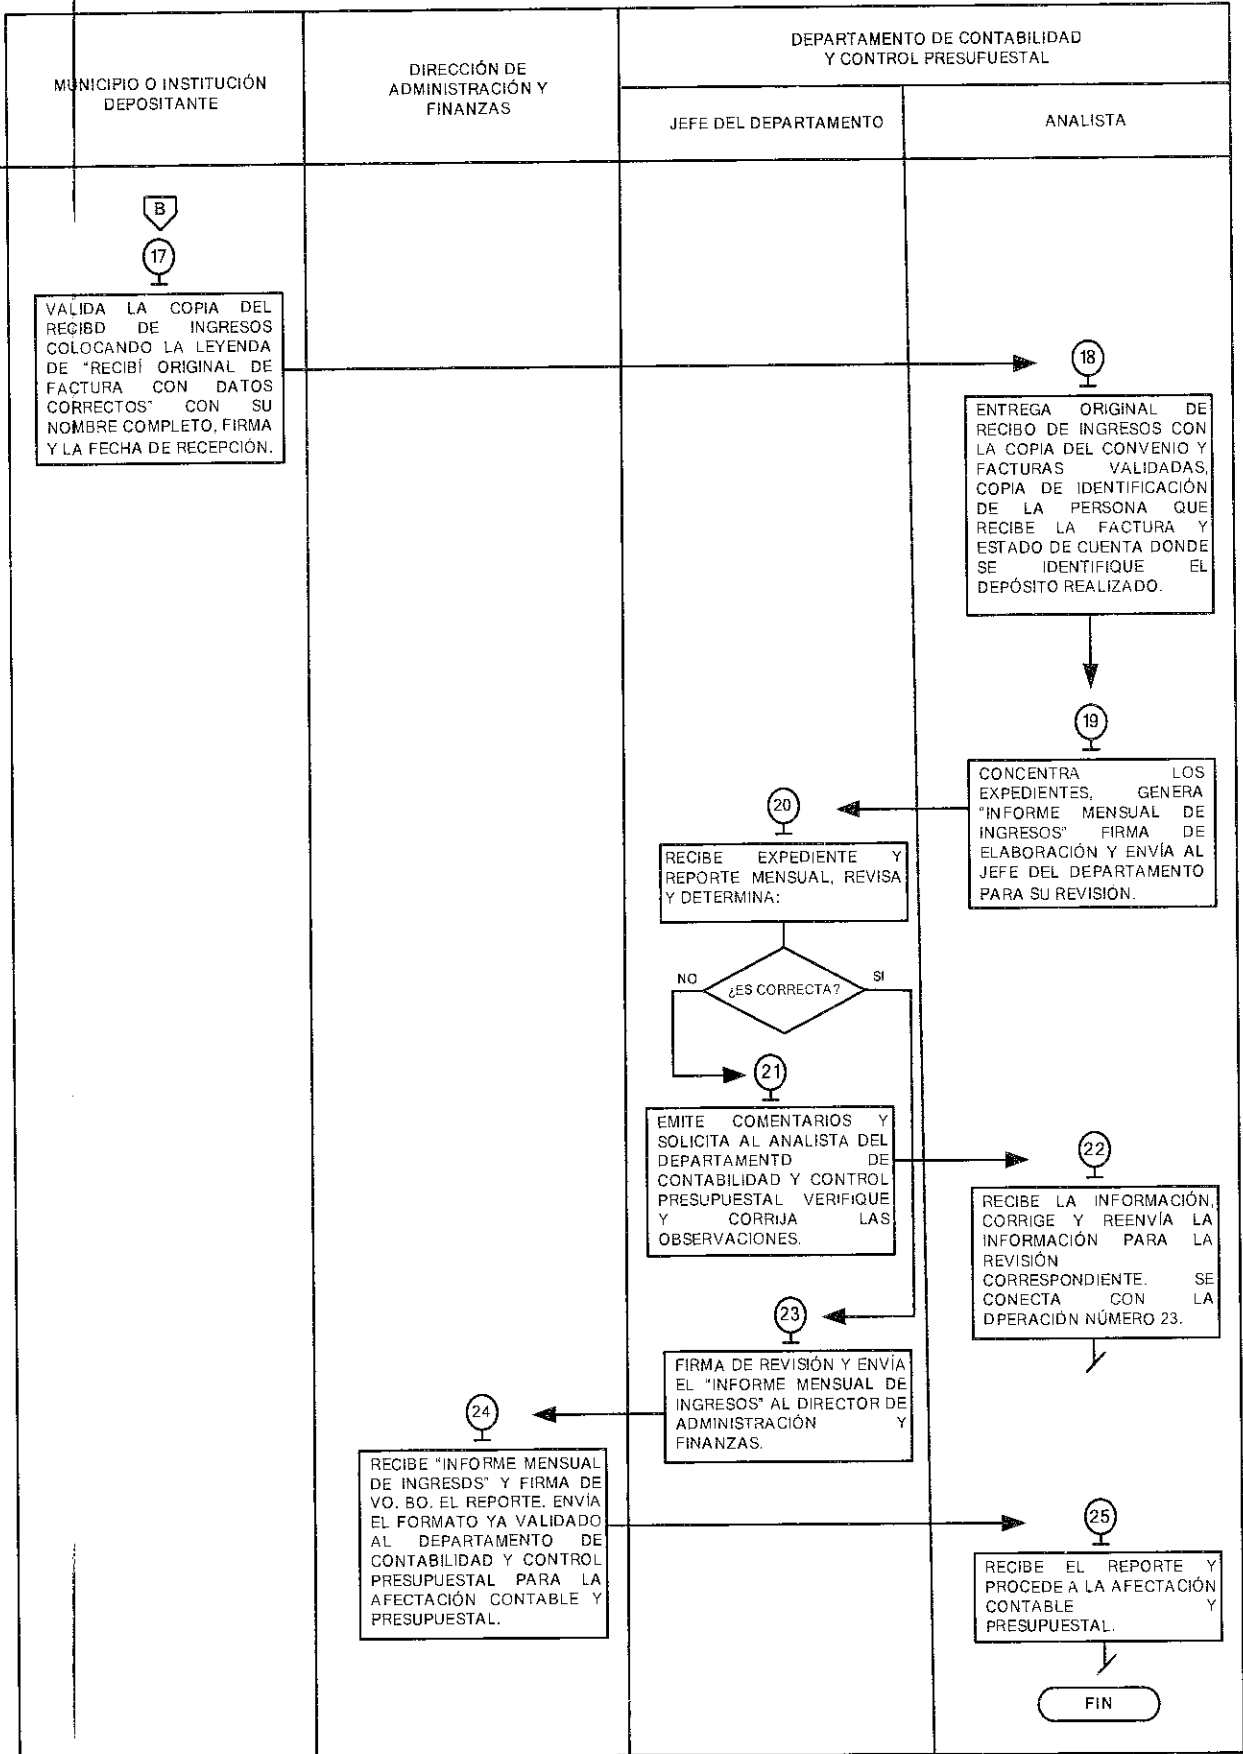 MUNICIPIO O INSTITUCIÓN
DEPOSITANTE
DIRECCIÓN DE
ADMINISTRACIÓN Y
FINANZAS
DEPARTAMENTO DE CONTABILIDAD
Y CONTROL PRESUFUESTAL
JEFE DEL DEPARTAMENTO
ANALISTA
B
17
VALIDA LA COPIA DEL
RECIBO DE INGRESOS
COLOCANDO LA LEYENDA
DE "RECIBÍ ORIGINAL DE
FACTURA CON DATOS
CORRECTOS" CON SU
NOMBRE COMPLETO, FIRMA
Y LA FECHA DE RECEPCIÓN.
18
ENTREGA ORIGINAL DE
RECIBO DE INGRESOS CON
LA COPIA DEL CONVENIO Y
FACTURAS VALIDADAS,
COPIA DE IDENTIFICACIÓN
DE LA PERSONA QUE
RECIBE LA FACTURA Y
ESTADO DE CUENTA DONDE
SE IDENTIFIQUE EL
DEPÓSITO REALIZADO.
19
CONCENTRA LOS
EXPEDIENTES, GENERA
"INFORME MENSUAL DE
INGRESOS" FIRMA DE
ELABORACIÓN Y ENVÍA AL
JEFE DEL DEPARTAMENTO
PARA SU REVISIÓN.
20
RECIBE EXPEDIENTE Y
REPORTE MENSUAL, REVISA
Y DETERMINA:
NO
¿ES CORRECTA?
SI
21
EMITE COMENTARIOS Y
SOLICITA AL ANALISTA DEL
DEPARTAMENTO DE
CONTABILIDAD Y CONTROL
PRESUPUESTAL VERIFIQUE
Y CORRIJA LAS
OBSERVACIONES.
22
RECIBE LA INFORMACIÓN,
CORRIGE Y REENVÍA LA
INFORMACIÓN PARA LA
REVISIÓN
CORRESPONDIENTE. SE
CONECTA CON LA
OPERACIÓN NÚMERO 23.
23
FIRMA DE REVISIÓN Y ENVÍA
EL "INFORME MENSUAL DE
INGRESOS" AL DIRECTOR DE
ADMINISTRACIÓN Y
FINANZAS.
24
RECIBE "INFORME MENSUAL
DE INGRESOS" Y FIRMA DE
VO. BO. EL REPORTE. ENVÍA
EL FORMATO YA VALIDADO
AL DEPARTAMENTO DE
CONTABILIDAD Y CONTROL
PRESUPUESTAL PARA LA
AFECTACIÓN CONTABLE Y
PRESUPUESTAL.
25
RECIBE EL REPORTE Y
PROCEDE A LA AFECTACIÓN
CONTABLE Y
PRESUPUESTAL.
FIN